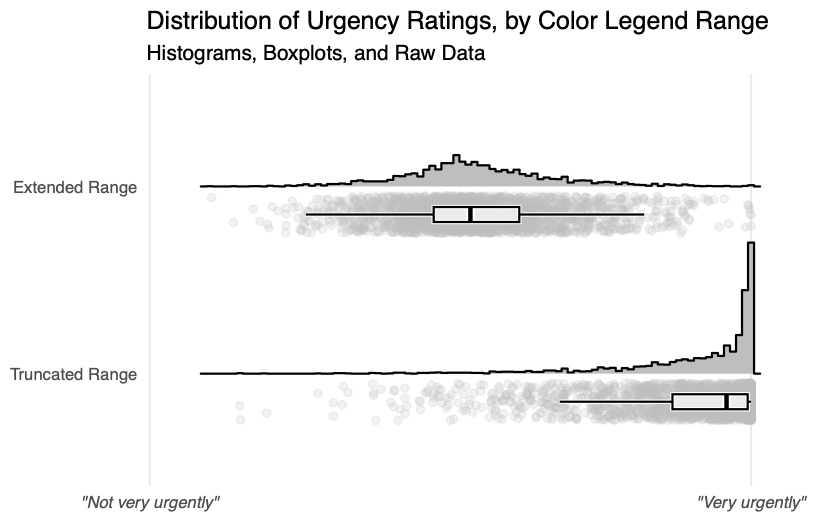 Distribution of Urgency Ratings, by Color Legend Range
Histograms, Boxplots, and Raw Data
Extended Range
Truncated Range
"Not very urgently"
"Very urgently"